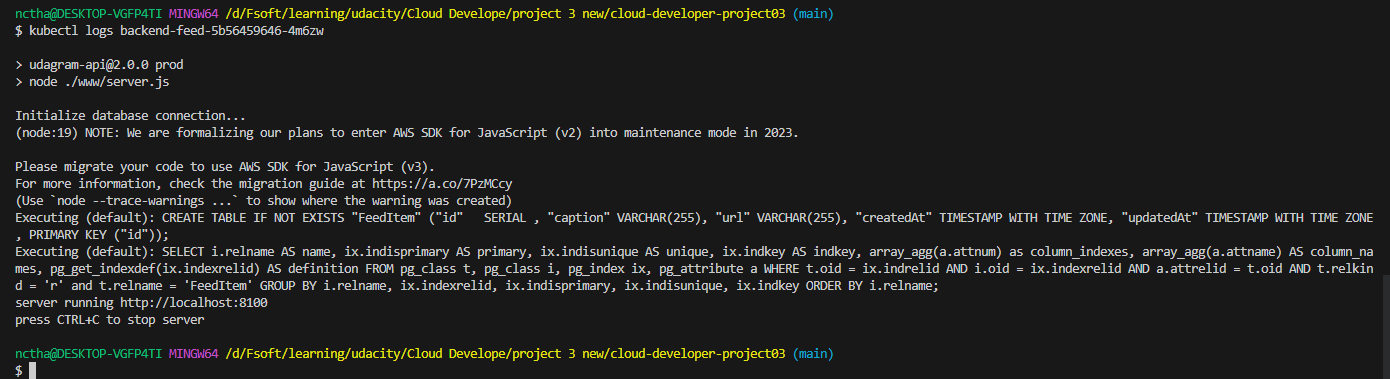 nctha@DESKTOP-VGFP4TI MINGW64 /d/Fsoft/learning/udacity/Cloud Develope/project 3 new/cloud-developer-project03 (main)
$ kubectl logs backend-feed-5b56459646-4m6zw
> udagram-api@2.0.0 prod
> node ./www/server.js
Initialize database connection...
(node:19) NOTE: We are formalizing our plans to enter AWS SDK for JavaScript (v2) into maintenance mode in 2023.
Please migrate your code to use AWS SDK for JavaScript (v3).
For more information, check the migration guide at https://a.co/7PzMCcy
(Use `node --trace-warnings ...` to show where the warning was created)
Executing (default): CREATE TABLE IF NOT EXISTS "FeedItem" ("id"   SERIAL , "caption" VARCHAR(255), "url" VARCHAR(255), "createdAt" TIMESTAMP WITH TIME ZONE, "updatedAt" TIMESTAMP WITH TIME ZONE
, PRIMARY KEY ("id"));
Executing (default): SELECT i.relname AS name, ix.indisprimary AS primary, ix.indisunique AS unique, ix.indkey AS indkey, array_agg(a.attnum) as column_indexes, array_agg(a.attname) AS column_na
mes, pg_get_indexdef(ix.indexrelid) AS definition FROM pg_class t, pg_class i, pg_index ix, pg_attribute a WHERE t.oid = ix.indrelid AND i.oid = ix.indexrelid AND a.attrelid = t.oid AND t.relkin
d = 'r' and t.relname = 'FeedItem' GROUP BY i.relname, ix.indexrelid, ix.indisprimary, ix.indisunique, ix.indkey ORDER BY i.relname;
server running http://localhost:8100
press CTRL+C to stop server
nctha@DESKTOP-VGFP4TI MINGW64 /d/Fsoft/learning/udacity/Cloud Develope/project 3 new/cloud-developer-project03 (main)
$